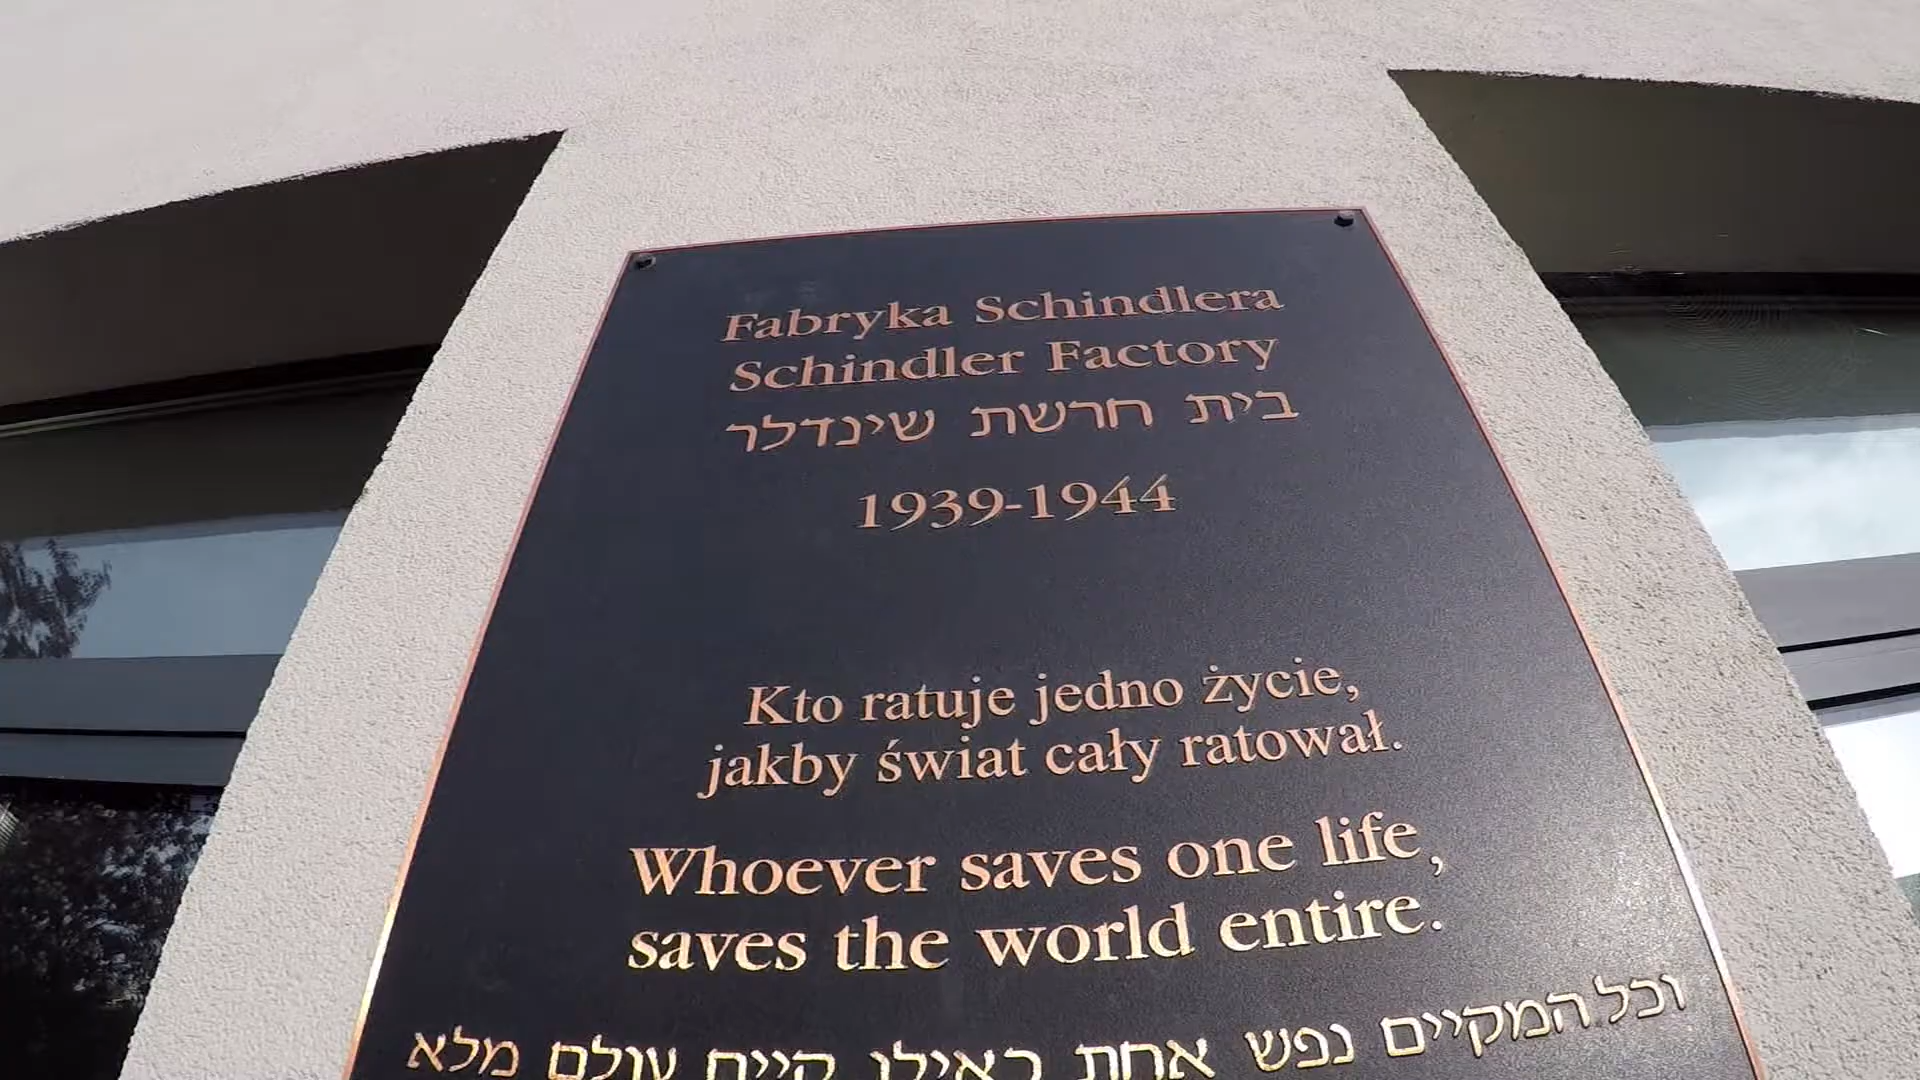 Fabryka Schindlera
Schindler Factory
בית חרשת שינדלר
1939-1944
Kto ratuje jedno życie,
jakby świat cały ratował.
Whoever saves one life,
saves the world entire.
וכל המקיים נפש אחת כאילו קיים עולם מלא